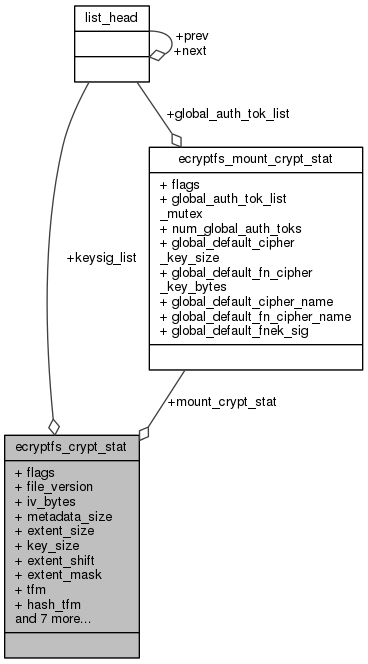 list_head
+prev
+next
+global_auth_tok_list
ecryptfs_mount_crypt_stat
+ flags
+ global_auth_tok_list
_mutex
+ num_global_auth_toks
+ global_default_cipher
_key_size
+ global_default_fn_cipher
_key_bytes
+ global_default_cipher_name
+ global_default_fn_cipher_name
+ global_default_fnek_sig
+keysig_list
+mount_crypt_stat
ecryptfs_crypt_stat
+ flags
+ file_version
+ iv_bytes
+ metadata_size
+ extent_size
+ key_size
+ extent_shift
+ extent_mask
+ tfm
+ hash_tfm
and 7 more...